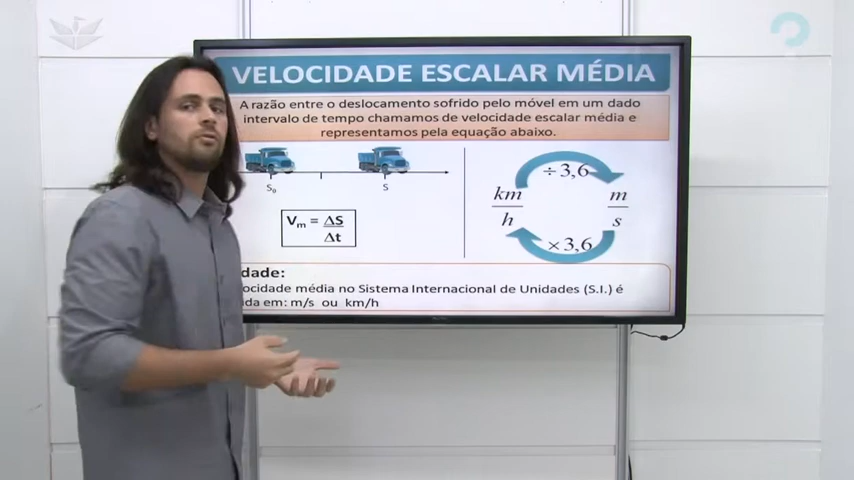 VELOCIDADE ESCALAR MÉDIA
A razão entre o deslocamento sofrido pelo móvel em um dado
intervalo de tempo chamamos de velocidade escalar média e
representamos pela equação abaixo.
S₀
S
Vm = ΔS
Δt
÷3,6
km
h
m
s
×3,6
dade:
ocidade média no Sistema Internacional de Unidades (S.I.) é
da em: m/s ou km/h